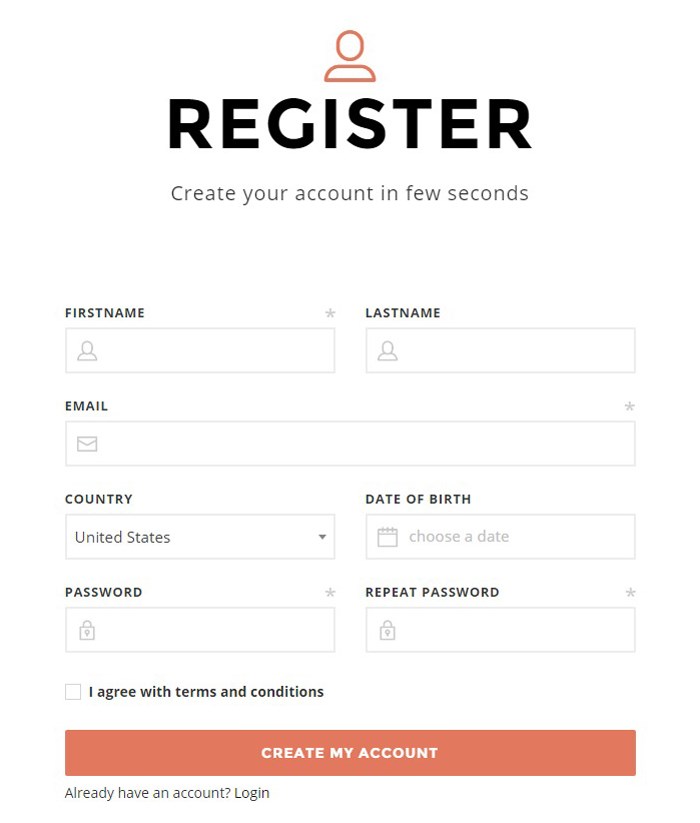 REGISTER
Create your account in few seconds
FIRSTNAME *
LASTNAME
EMAIL *
COUNTRY
DATE OF BIRTH
United States
choose a date
PASSWORD *
REPEAT PASSWORD *
I agree with terms and conditions
CREATE MY ACCOUNT
Already have an account? Login